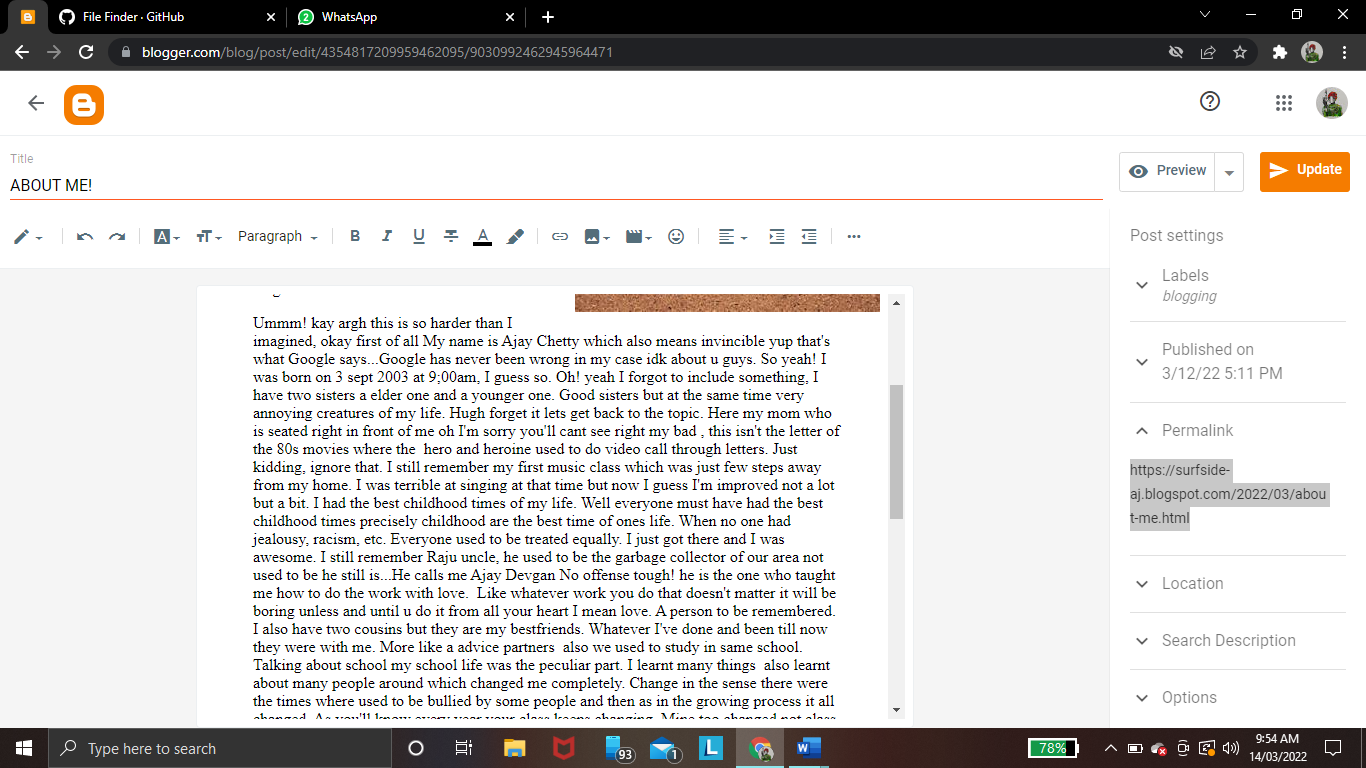 File Finder · GitHub
2 WhatsApp
blogger.com/blog/post/edit/4354817209959462095/9030992462945964471
Title
ABOUT ME!
Preview
Update
Paragraph
Ummm! kay argh this is so harder than I
imagined, okay first of all My name is Ajay Chetty which also means invincible yup that's
what Google says...Google has never been wrong in my case idk about u guys. So yeah! I
was born on 3 sept 2003 at 9;00am, I guess so. Oh! yeah I forgot to include something, I
have two sisters a elder one and a younger one. Good sisters but at the same time very
annoying creatures of my life. Hugh forget it lets get back to the topic. Here my mom who
is seated right in front of me oh I'm sorry you'll cant see right my bad , this isn't the letter of
the 80s movies where the  hero and heroine used to do video call through letters. Just
kidding, ignore that. I still remember my first music class which was just few steps away
from my home. I was terrible at singing at that time but now I guess I'm improved not a lot
but a bit. I had the best childhood times of my life. Well everyone must have had the best
childhood times precisely childhood are the best time of ones life. When no one had
jealousy, racism, etc. Everyone used to be treated equally. I just got there and I was
awesome. I still remember Raju uncle, he used to be the garbage collector of our area not
used to be he still is...He calls me Ajay Devgan No offense tough! he is the one who taught
me how to do the work with love.  Like whatever work you do that doesn't matter it will be
boring unless and until u do it from all your heart I mean love. A person to be remembered.
I also have two cousins but they are my bestfriends. Whatever I've done and been till now
they were with me. More like a advice partners  also we used to study in same school.
Talking about school my school life was the peculiar part. I learnt many things  also learnt
about many people around which changed me completely. Change in the sense there were
the times where used to be bullied by some people and then as in the growing process it all
changed. As you'll know every year your class keeps changing. Mine too changed not class
Post settings
Labels
blogging
Published on
3/12/22 5:11 PM
Permalink
https://surfside-
aj.blogspot.com/2022/03/abou
t-me.html
Location
Search Description
Options
Type here to search
93
1
L
78%
9:54 AM
14/03/2022